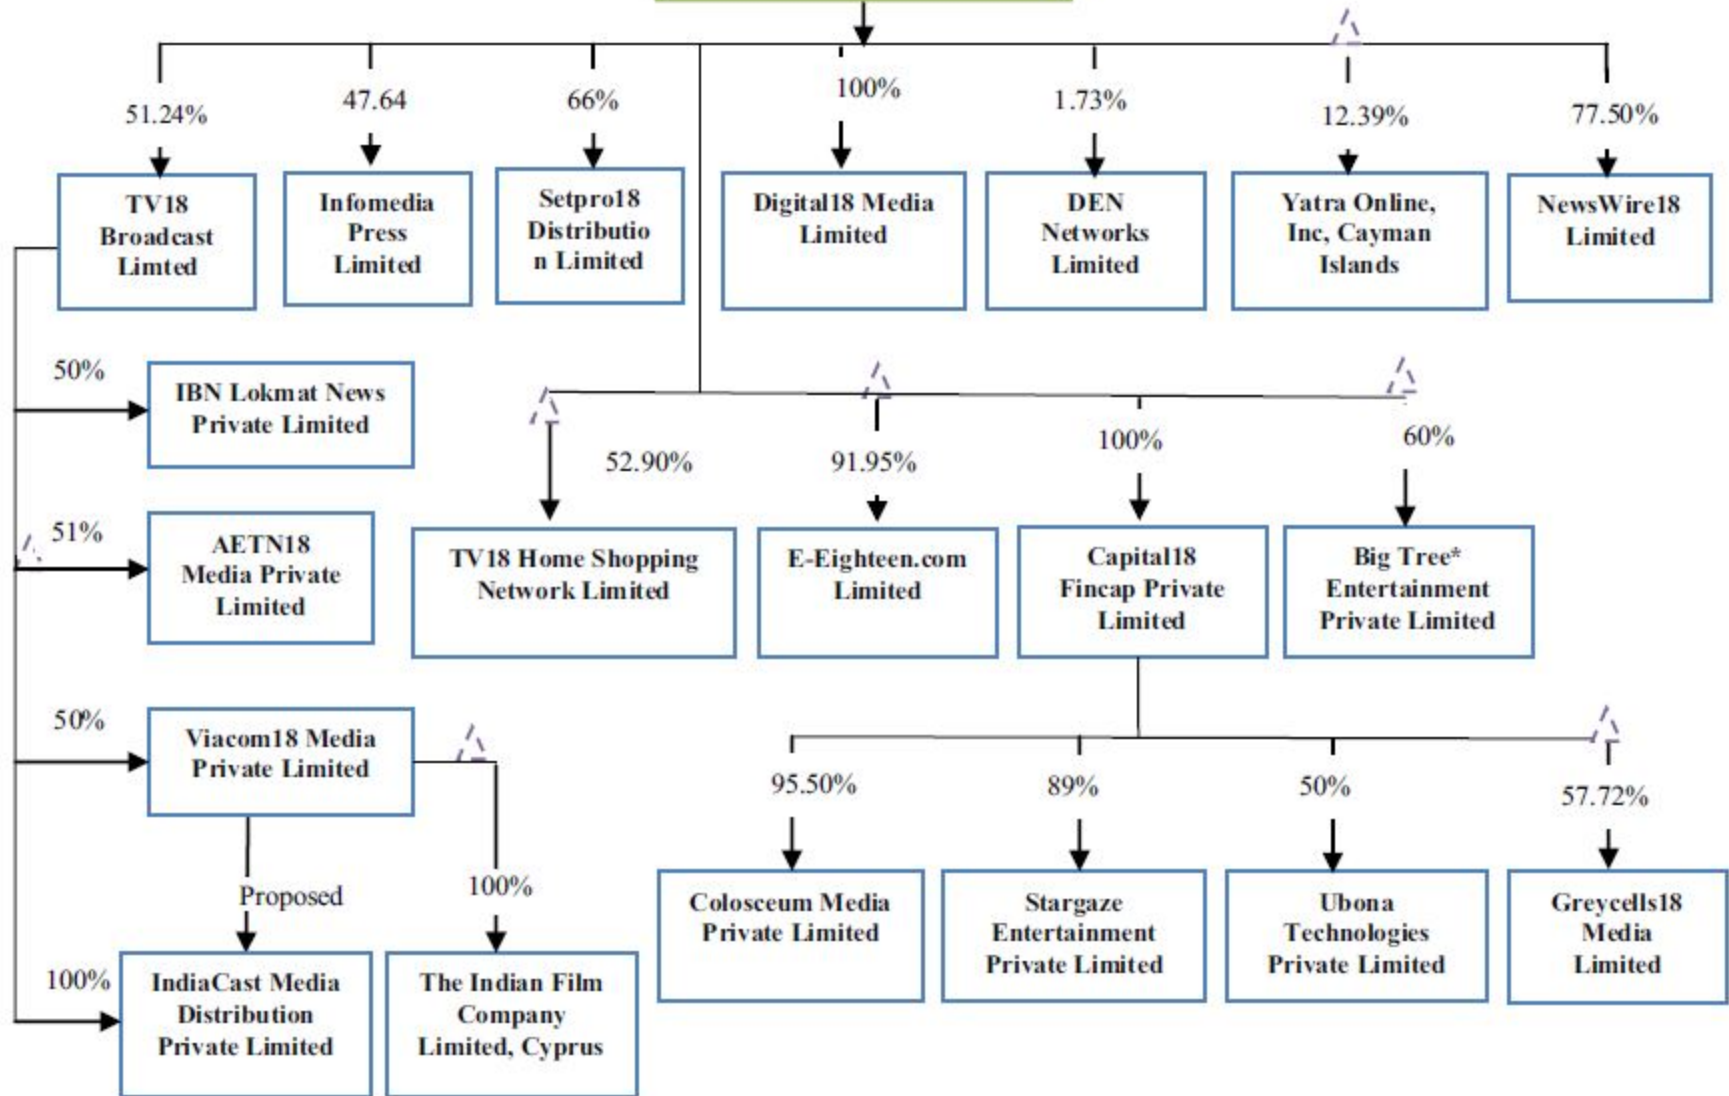 51.24%
47.64
66%
100%
1.73%
12.39%
77.50%
TV18
Broadcast
Limted
Infomedia
Press
Limited
Setpro18
Distributio
n Limited
Digital18 Media
Limited
DEN
Networks
Limited
Yatra Online,
Inc, Cayman
Islands
NewsWire18
Limited
50%
IBN Lokmat News
Private Limited
52.90%
91.95%
100%
60%
51%
AETN18
Media Private
Limited
TV18 Home Shopping
Network Limited
E-Eighteen.com
Limited
Capital18
Fincap Private
Limited
Big Tree*
Entertainment
Private Limited
50%
Viacom18 Media
Private Limited
95.50%
89%
50%
57.72%
Proposed
100%
Colosceum Media
Private Limited
Stargaze
Entertainment
Private Limited
Ubona
Technologies
Private Limited
Greycells18
Media
Limited
100%
IndiaCast Media
Distribution
Private Limited
The Indian Film
Company
Limited, Cyprus